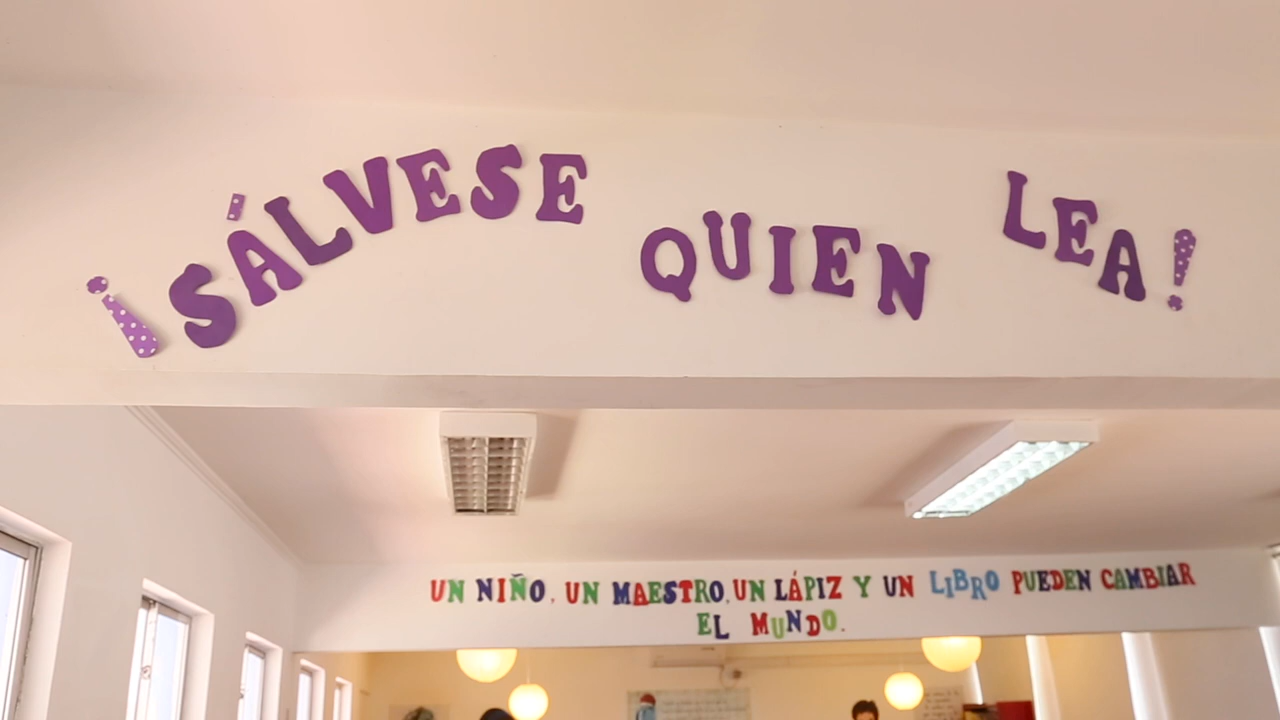 ¡SÁLVESE QUIEN LEA!
UN NIÑO, UN MAESTRO, UN LÁPIZ Y UN LIBRO PUEDEN CAMBIAR
EL MUNDO.